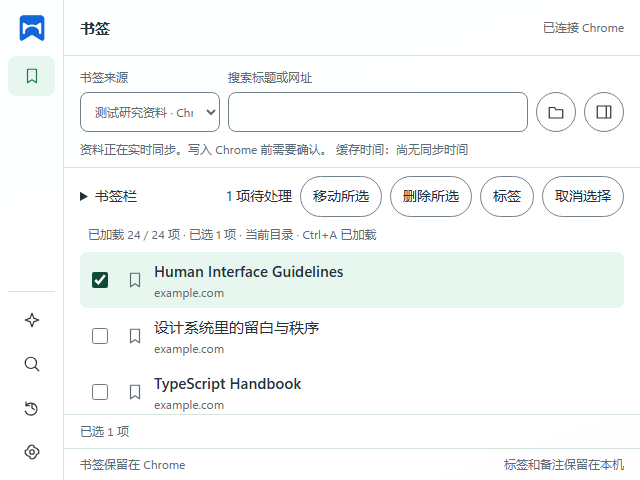 书签
已连接 Chrome
书签来源
搜索标题或网址
测试研究资料 · Chr
资料正在实时同步。写入 Chrome 前需要确认。 缓存时间：尚无同步时间
书签栏
1 项待处理
移动所选
删除所选
标签
取消选择
已加载 24 / 24 项 · 已选 1 项 · 当前目录 · Ctrl+A 已加载
Human Interface Guidelines
example.com
设计系统里的留白与秩序
example.com
TypeScript Handbook
example.com
已选 1 项
书签保留在 Chrome
标签和备注保留在本机